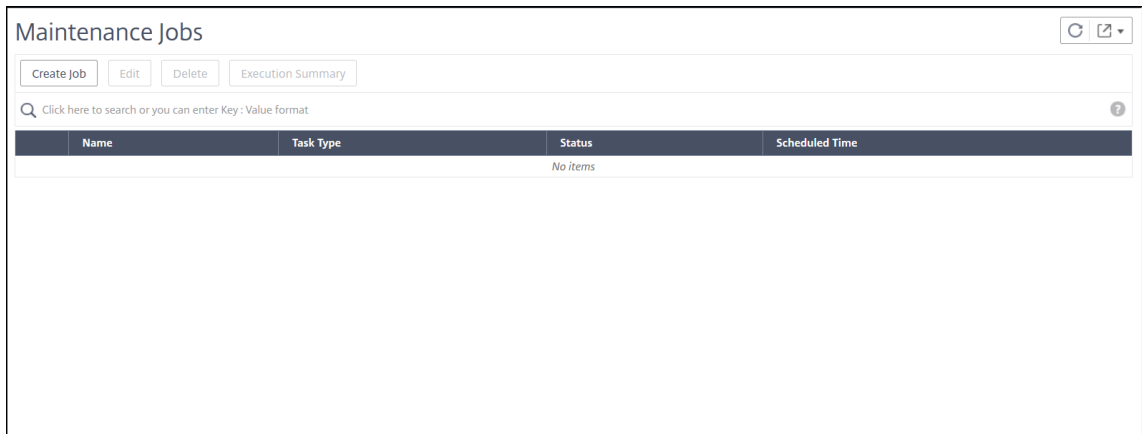 Maintenance Jobs
Create Job Edit Delete Execution Summary
Click here to search or you can enter Key : Value format ?
Name Task Type Status Scheduled Time
No items